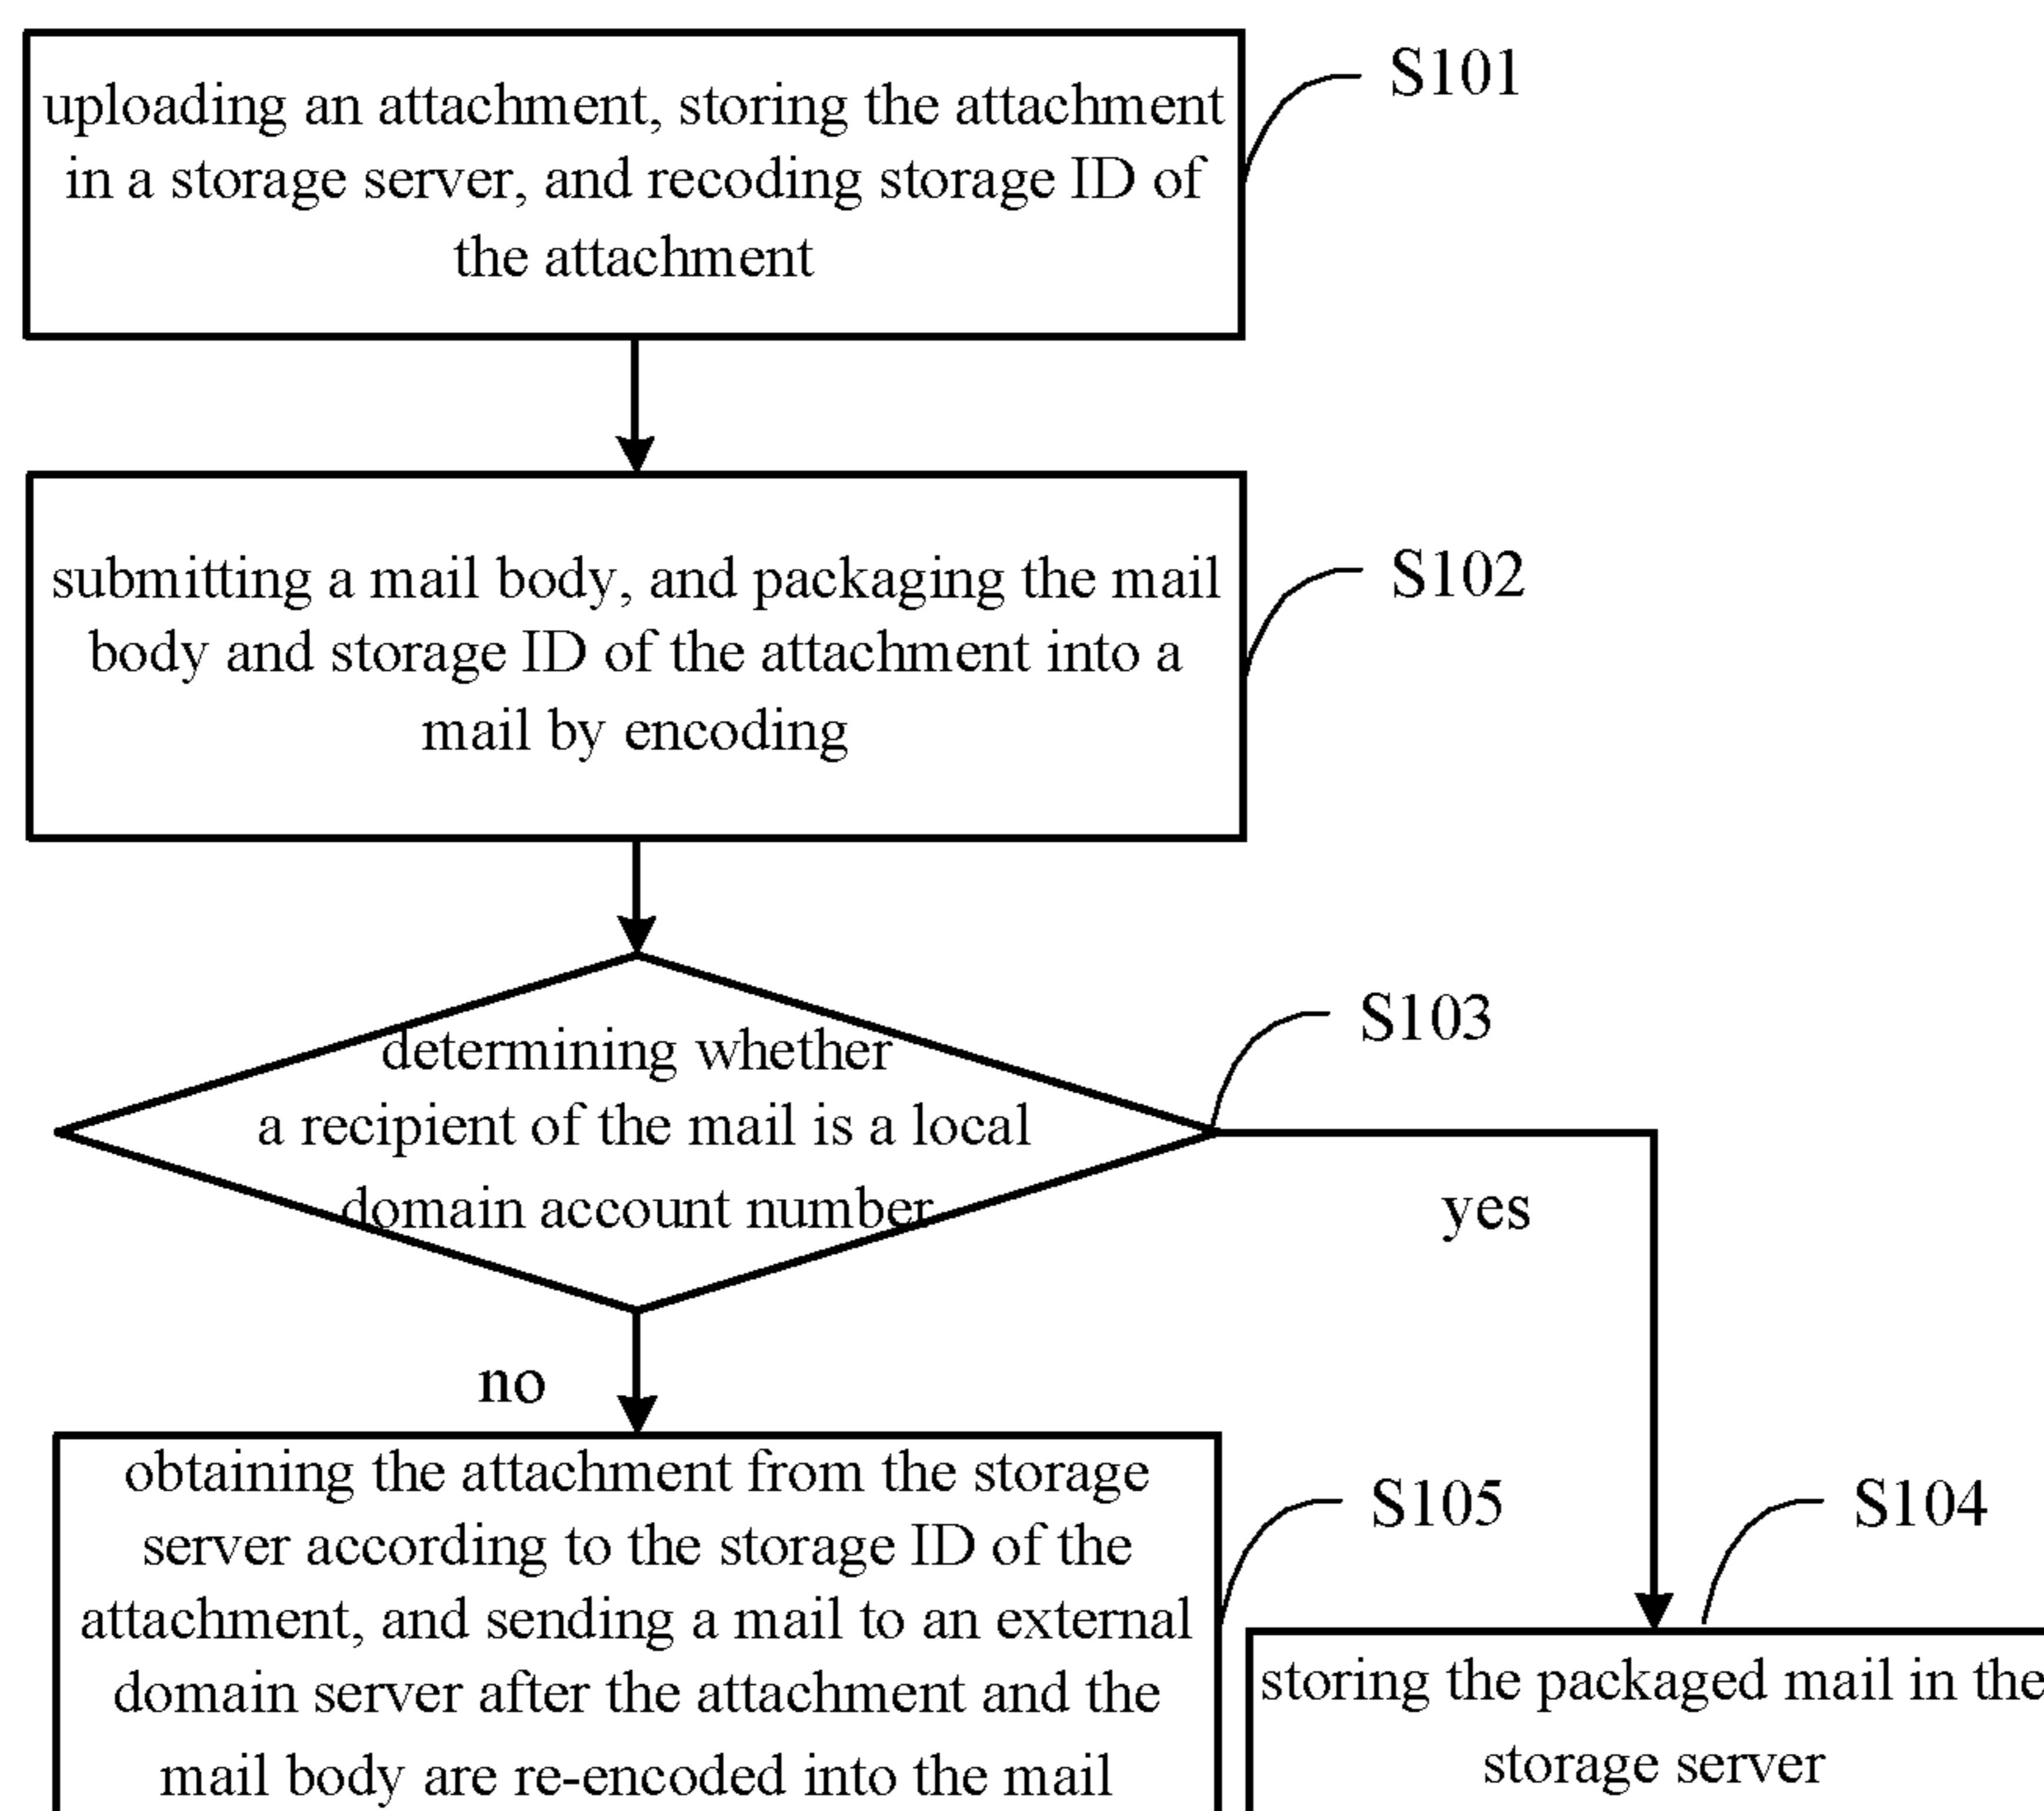 uploading an attachment, storing the attachment
in a storage server, and recoding storage ID of
the attachment
S101
submitting a mail body, and packaging the mail
body and storage ID of the attachment into a
mail by encoding
S102
determining whether
a recipient of the mail is a local
domain account number
S103
yes
no
obtaining the attachment from the storage
server according to the storage ID of the
attachment, and sending a mail to an external
domain server after the attachment and the
mail body are re-encoded into the mail
S105
S104
storing the packaged mail in the
storage server